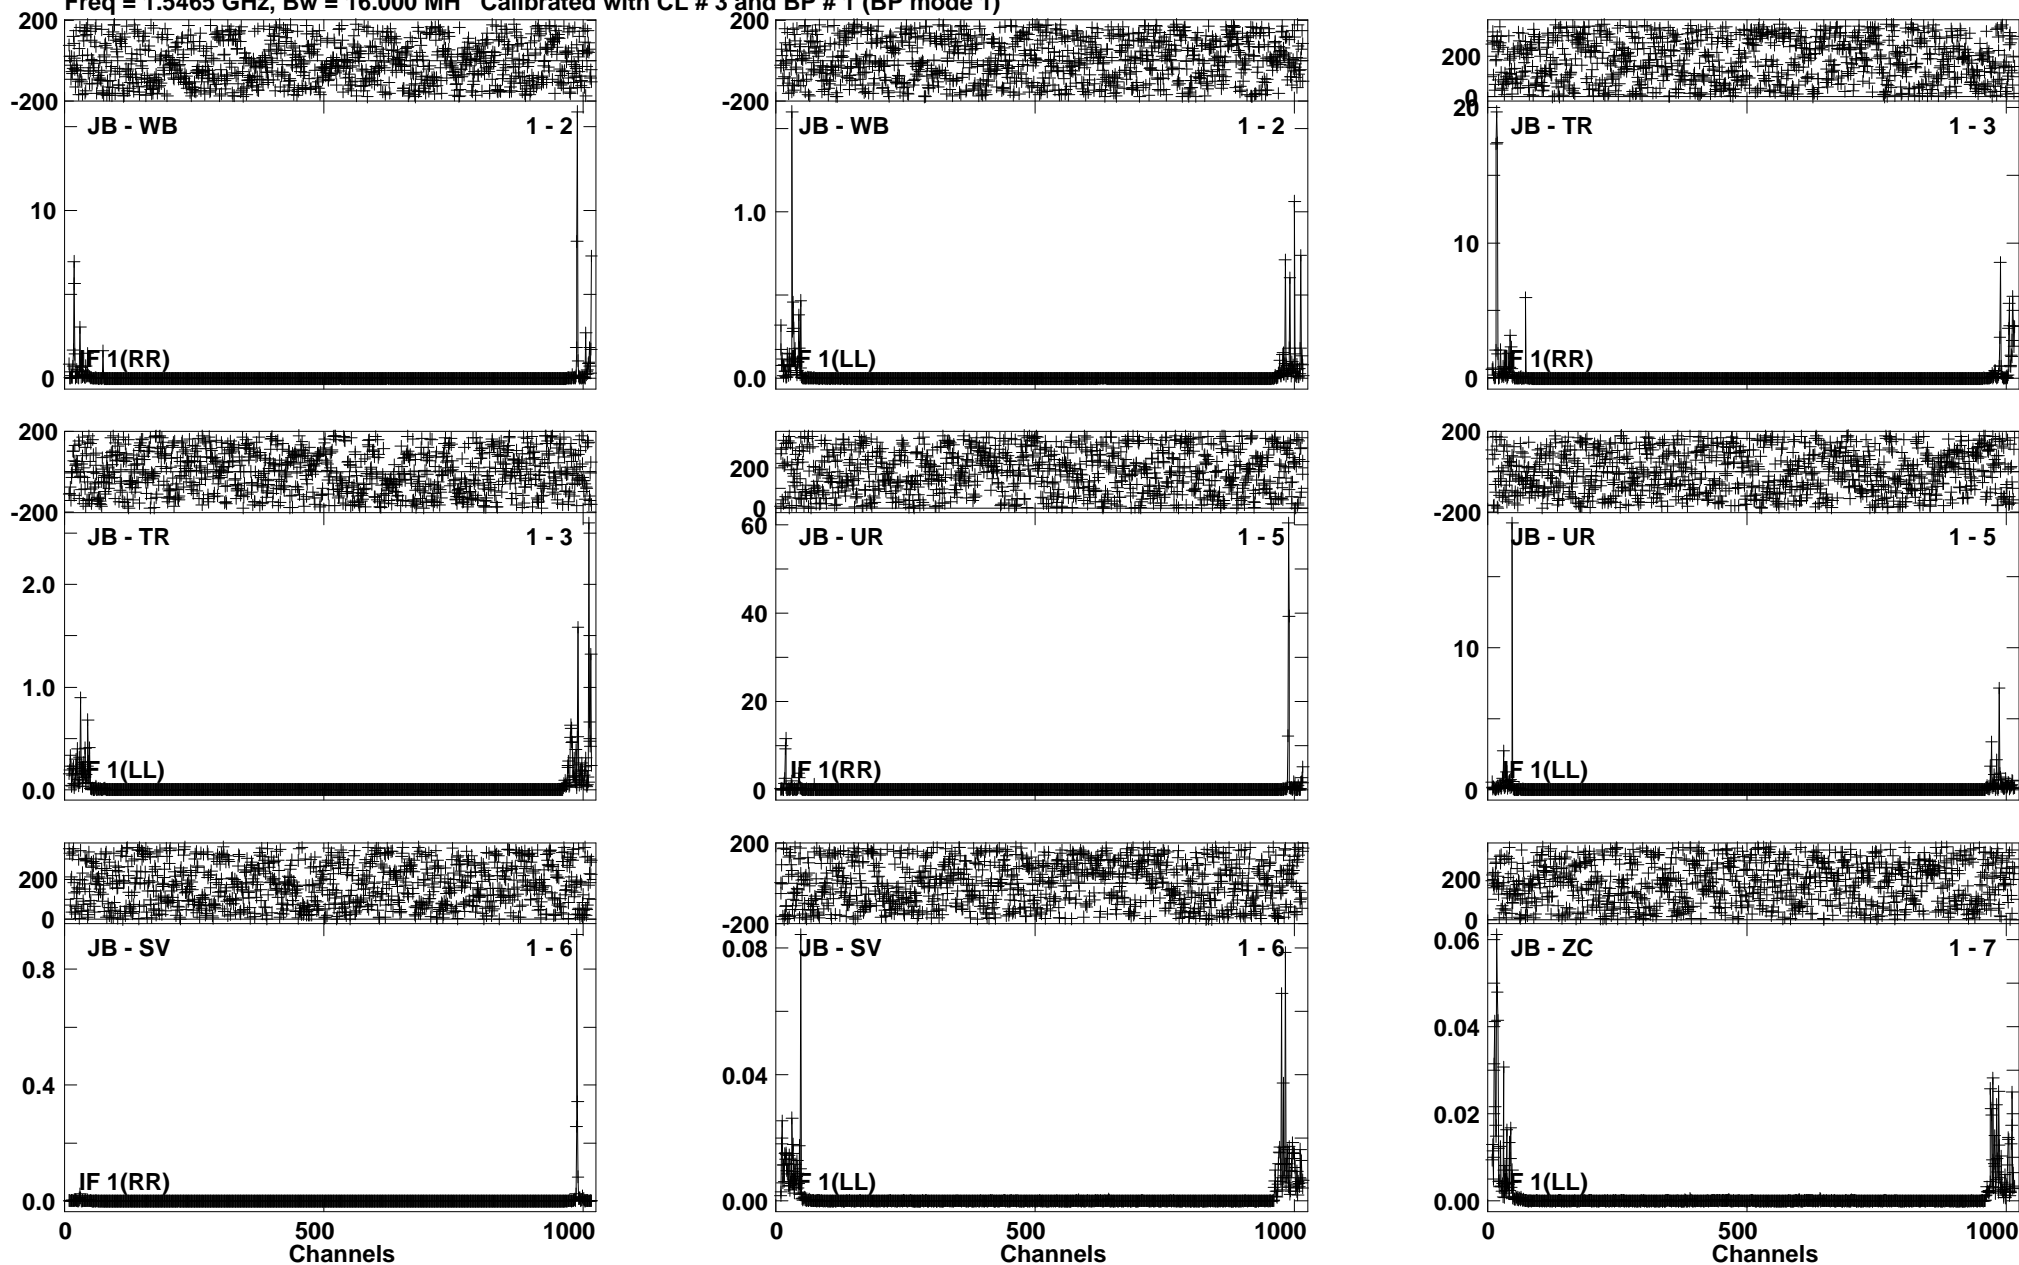 Freq = 1.5465 GHz, Bw = 16.000 MH Calibrated with CL # 3 and BP # 1 (BP mode 1)
200
-200
JB - WB 1 - 2
10
0
IF 1(RR)
200
-200
JB - WB 1 - 2
1.0
0.0
IF 1(LL)
200
0
20
JB - TR 1 - 3
10
0
IF 1(RR)
200
-200
JB - TR 1 - 3
2.0
1.0
0.0
IF 1(LL)
200
0
60
JB - UR 1 - 5
40
20
0
IF 1(RR)
200
-200
JB - UR 1 - 5
10
0
IF 1(LL)
200
0
JB - SV 1 - 6
0.8
0.4
0.0
IF 1(RR)
0 500 1000
Channels
200
-200
0.08
JB - SV 1 - 6
0.04
0.00
IF 1(LL)
0 500 1000
Channels
200
0
0.06
JB - ZC 1 - 7
0.04
0.02
0.00
IF 1(LL)
0 500 1000
Channels